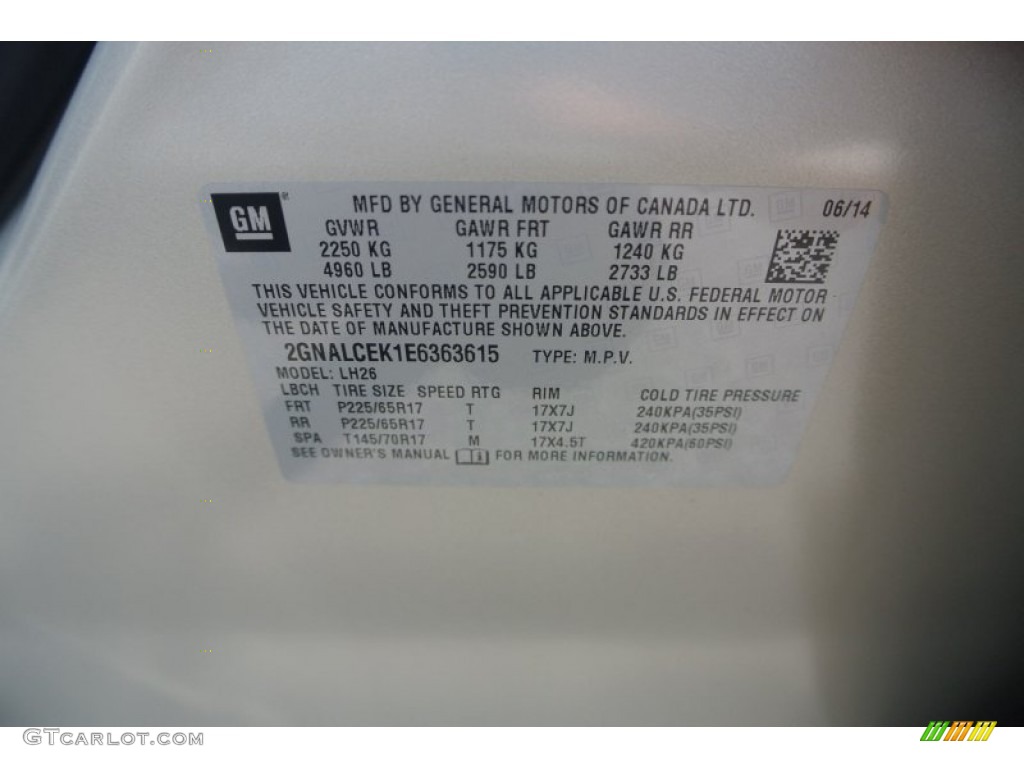 GM ® MFD BY GENERAL MOTORS OF CANADA LTD. 06/14
GVWR GAWR FRT GAWR RR
2250 KG 1175 KG 1240 KG
4960 LB 2590 LB 2733 LB
THIS VEHICLE CONFORMS TO ALL APPLICABLE U.S. FEDERAL MOTOR
VEHICLE SAFETY AND THEFT PREVENTION STANDARDS IN EFFECT ON
THE DATE OF MANUFACTURE SHOWN ABOVE.
2GNALCEK1E6363615 TYPE: M.P.V.
MODEL: LH26
LBCH TIRE SIZE SPEED RTG RIM COLD TIRE PRESSURE
FRT P225/65R17 T 17X7J 240KPA(35PSI)
RR P225/65R17 T 17X7J 240KPA(35PSI)
SPA T145/70R17 M 17X4.5T 420KPA(60PSI)
SEE OWNER'S MANUAL FOR MORE INFORMATION.
GTCARLOT.COM